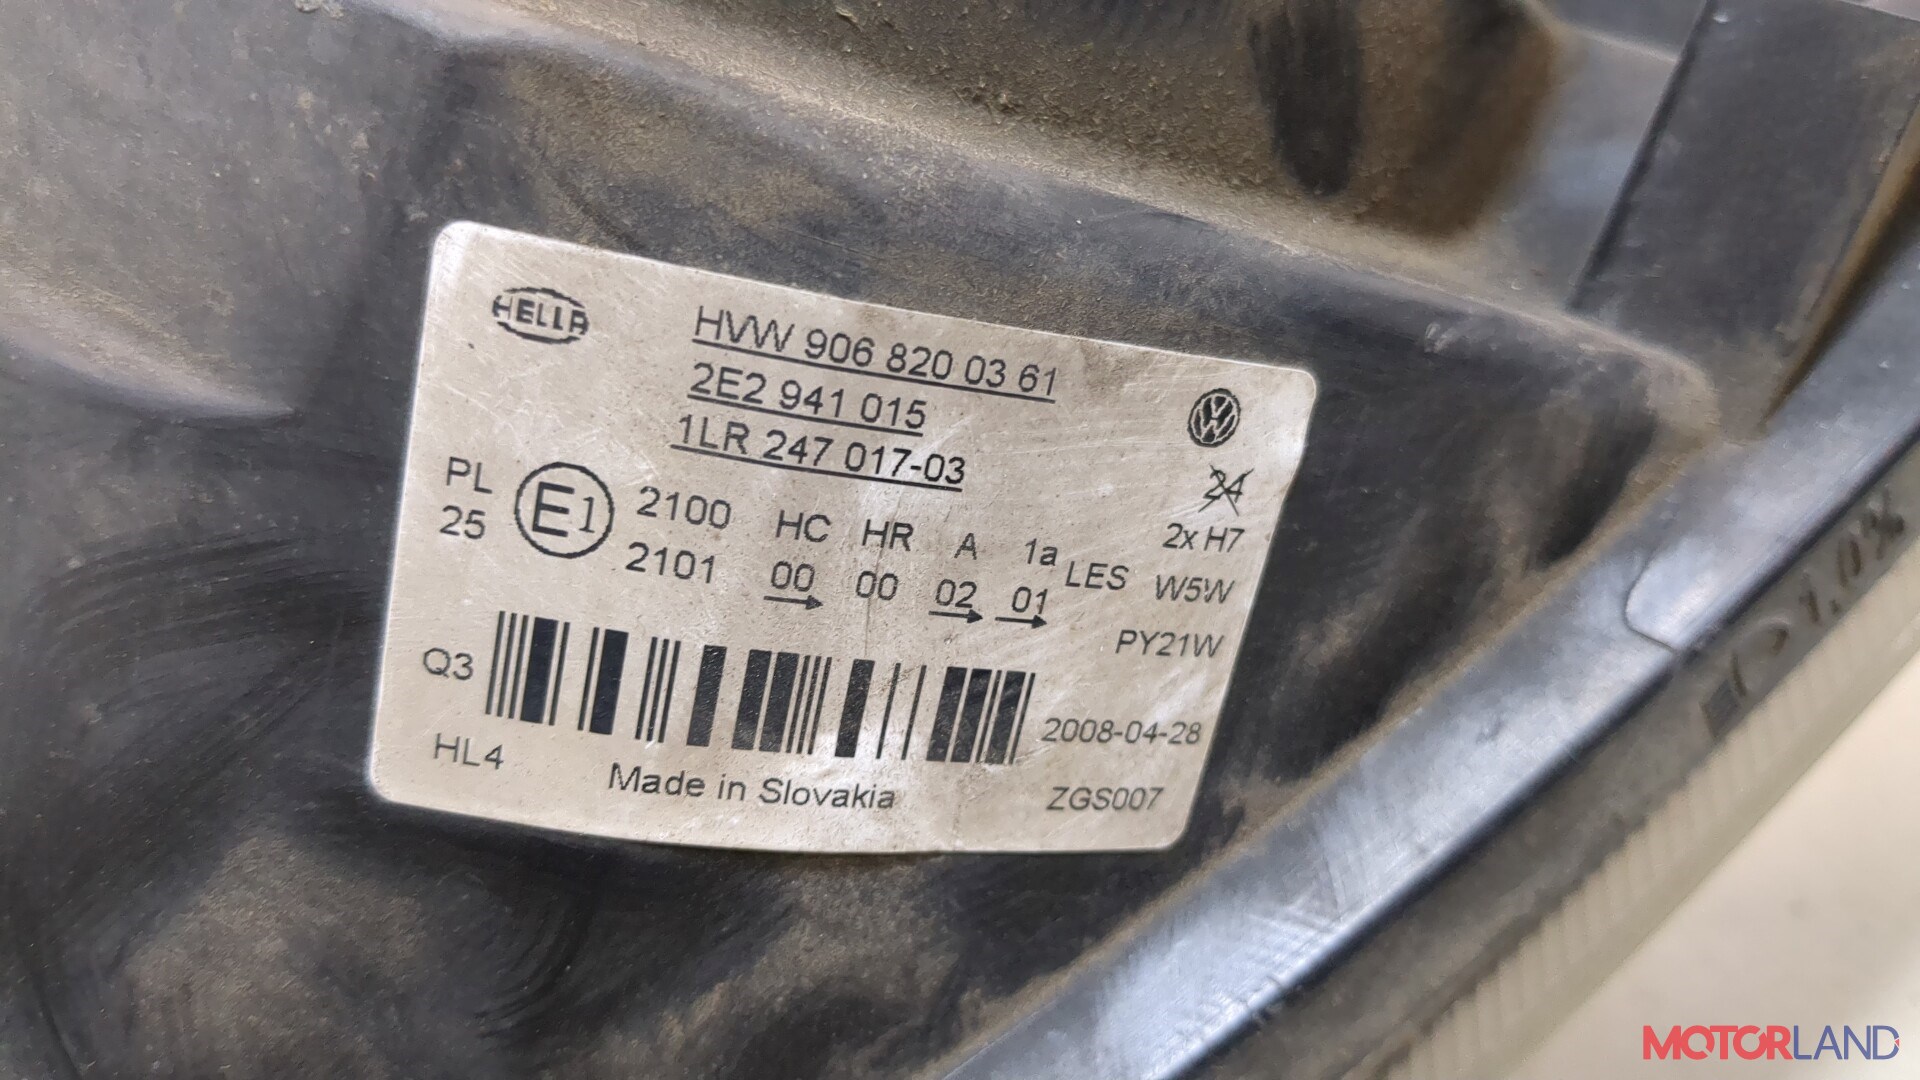 HELLA
HVW 906 820 03 61
2E2 941 015
1LR 247 017-03
24
2x H7
PL E1 2100 HC HR A 1a LES W5W
25 2101 00 00 02 01
PY21W
Q3
2008-04-28
HL4 Made in Slovakia ZGS007
1,0%
MOTORLAND